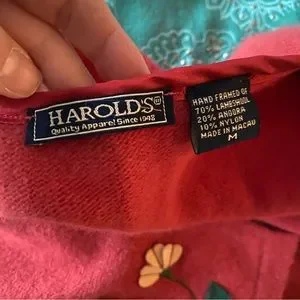 HAROLD'S®
Quality Apparel Since 1948
HAND FRAMED OF
70% LAMBSWOOL
20% ANGORA
10% NYLON
MADE IN MACAU
M